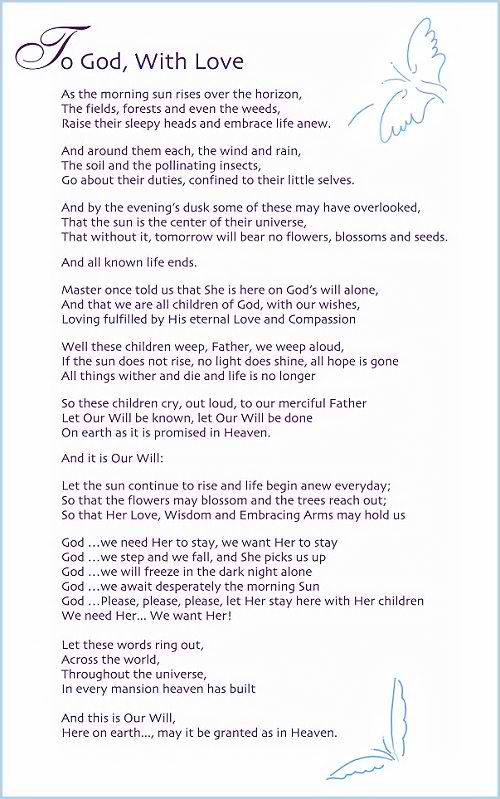 To God, With Love
As the morning sun rises over the horizon,
The fields, forests and even the weeds,
Raise their sleepy heads and embrace life anew.
And around them each, the wind and rain,
The soil and the pollinating insects,
Go about their duties, confined to their little selves.
And by the evening's dusk some of these may have overlooked,
That the sun is the center of their universe,
That without it, tomorrow will bear no flowers, blossoms and seeds.
And all known life ends.
Master once told us that She is here on God's will alone,
And that we are all children of God, with our wishes,
Loving fulfilled by His eternal Love and Compassion
Well these children weep, Father, we weep aloud,
If the sun does not rise, no light does shine, all hope is gone
All things wither and die and life is no longer
So these children cry, out loud, to our merciful Father
Let Our Will be known, let Our Will be done
On earth as it is promised in Heaven.
And it is Our Will:
Let the sun continue to rise and life begin anew everyday;
So that the flowers may blossom and the trees reach out;
So that Her Love, Wisdom and Embracing Arms may hold us
God ...we need Her to stay, we want Her to stay
God ...we step and we fall, and She picks us up
God ...we will freeze in the dark night alone
God ...we await desperately the morning Sun
God ...Please, please, please, let Her stay here with Her children
We need Her... We want Her!
Let these words ring out,
Across the world,
Throughout the universe,
In every mansion heaven has built
And this is Our Will,
Here on earth..., may it be granted as in Heaven.